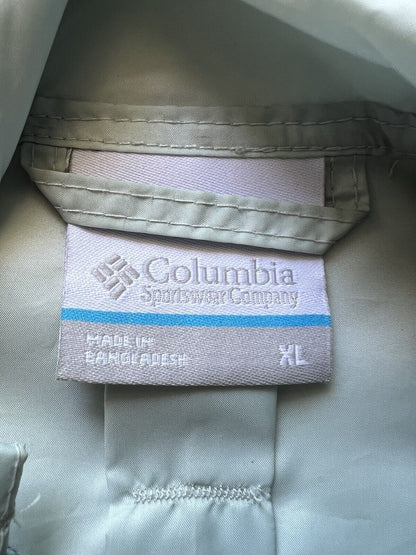 Columbia
Sportswear Company
MADE IN
BANGLADESH
XL